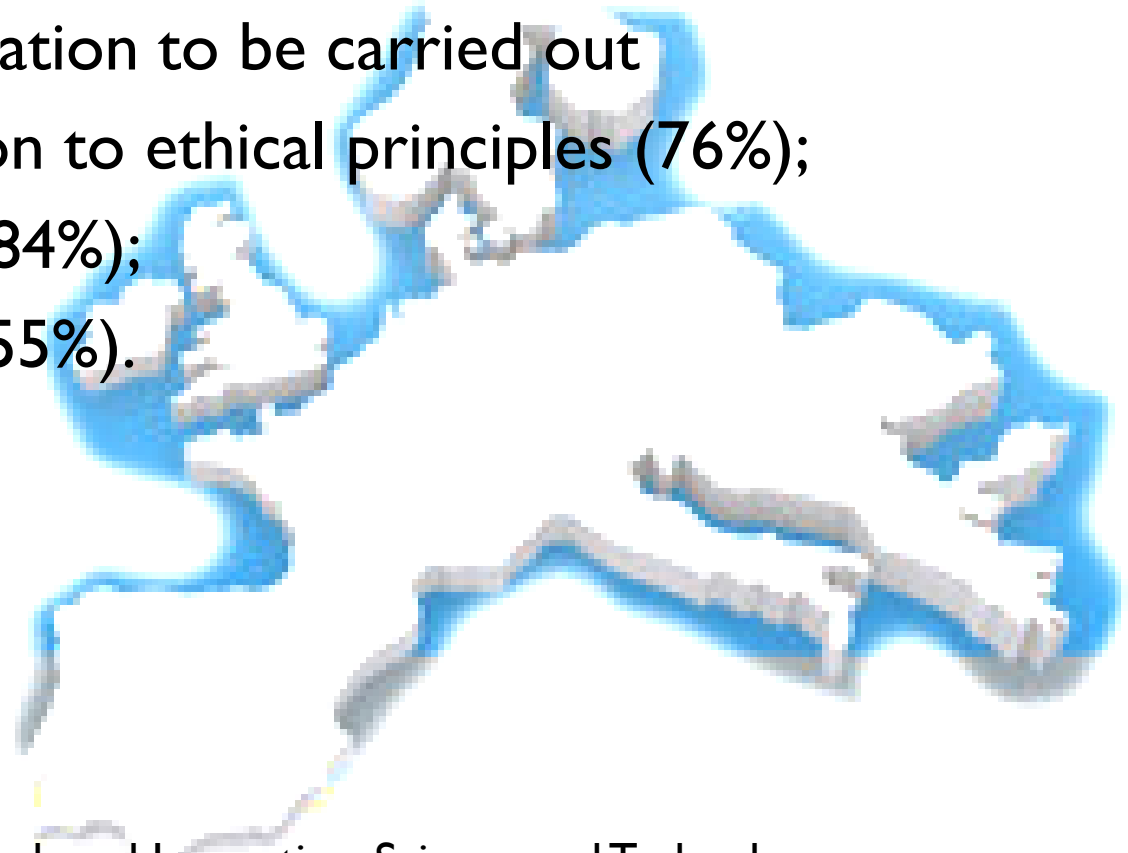 ation to be carried out
on to ethical principles (76%);
84%);
55%).